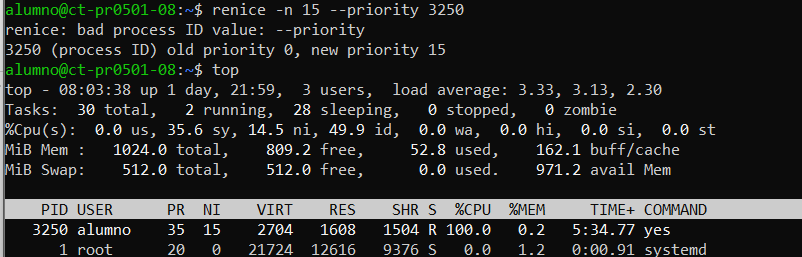 alumno@ct-pr0501-08:~$ renice -n 15 --priority 3250
renice: bad process ID value: --priority
3250 (process ID) old priority 0, new priority 15
alumno@ct-pr0501-08:~$ top
top - 08:03:38 up 1 day, 21:59,  3 users,  load average: 3.33, 3.13, 2.30
Tasks:  30 total,   2 running,  28 sleeping,   0 stopped,   0 zombie
%Cpu(s):  0.0 us, 35.6 sy, 14.5 ni, 49.9 id,  0.0 wa,  0.0 hi,  0.0 si,  0.0 st
MiB Mem :   1024.0 total,    809.2 free,     52.8 used,    162.1 buff/cache
MiB Swap:    512.0 total,    512.0 free,      0.0 used.    971.2 avail Mem
PID USER      PR  NI    VIRT    RES    SHR S  %CPU  %MEM     TIME+ COMMAND
3250 alumno    35  15    2704   1608   1504 R 100.0   0.2   5:34.77 yes
1 root      20   0   21724  12616   9376 S   0.0   1.2   0:00.91 systemd